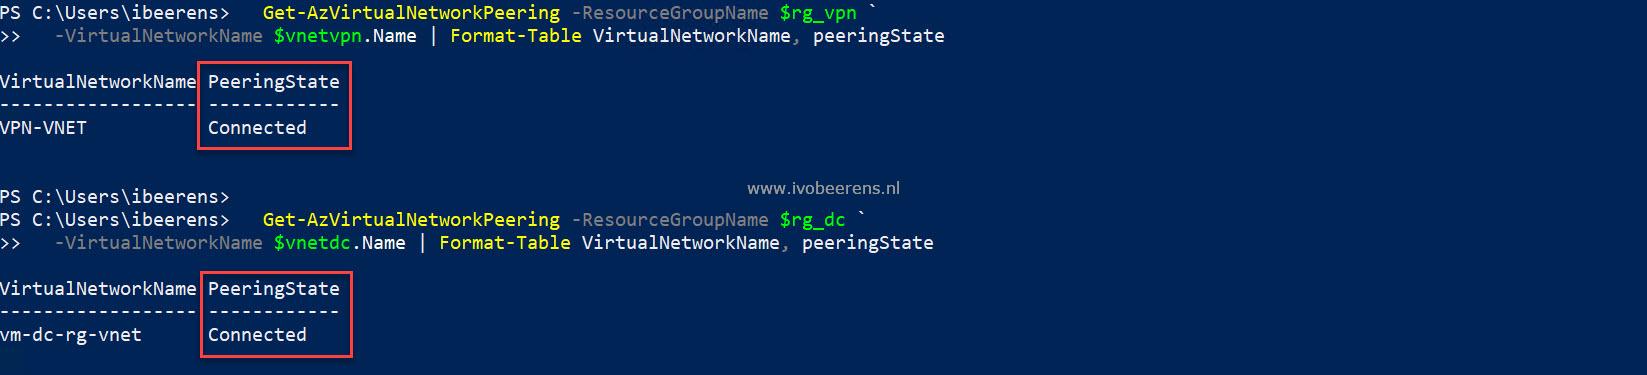 PS C:\Users\ibeerens>   Get-AzVirtualNetworkPeering -ResourceGroupName $rg_vpn `
>>   -VirtualNetworkName $vnetvpn.Name | Format-Table VirtualNetworkName, peeringState
VirtualNetworkName PeeringState
------------------ ------------
VPN-VNET           Connected
PS C:\Users\ibeerens>
www.ivobeerens.nl
PS C:\Users\ibeerens>   Get-AzVirtualNetworkPeering -ResourceGroupName $rg_dc `
>>   -VirtualNetworkName $vnetdc.Name | Format-Table VirtualNetworkName, peeringState
VirtualNetworkName PeeringState
------------------ ------------
vm-dc-rg-vnet      Connected